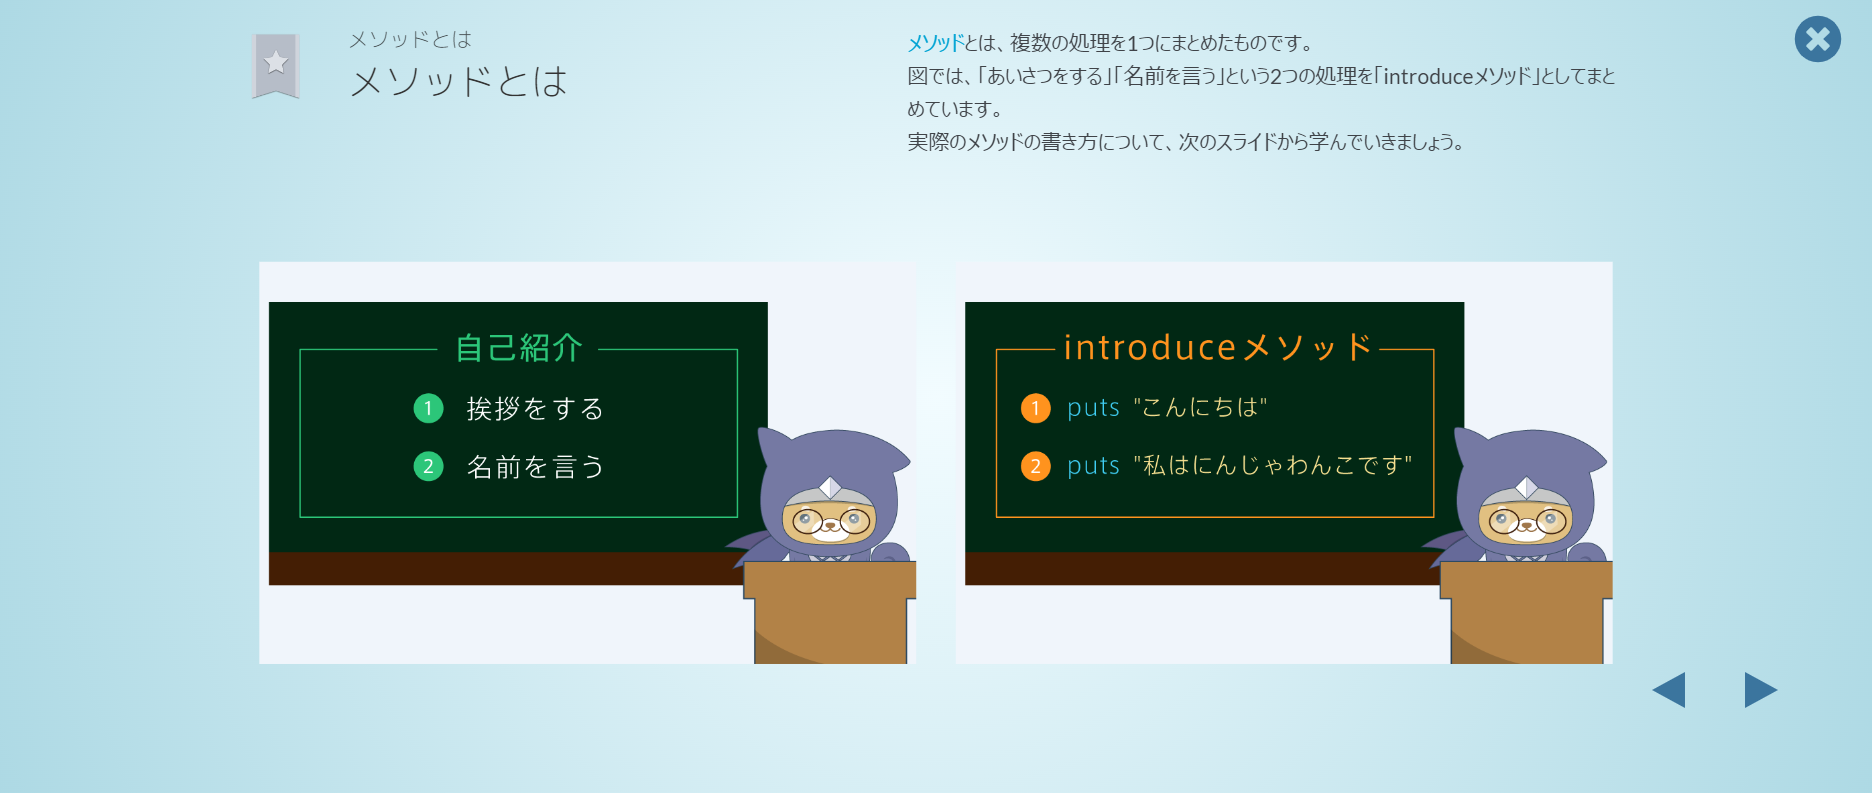 メソッドとは
メソッドとは
メソッドとは、複数の処理を1つにまとめたものです。
図では、「あいさつをする」「名前を言う」という2つの処理を「introduceメソッド」としてまと
めています。
実際のメソッドの書き方について、次のスライドから学んでいきましょう。
自己紹介
1 挨拶をする
2 名前を言う
introduceメソッド
1 puts "こんにちは"
2 puts "私はにんじゃわんこです"